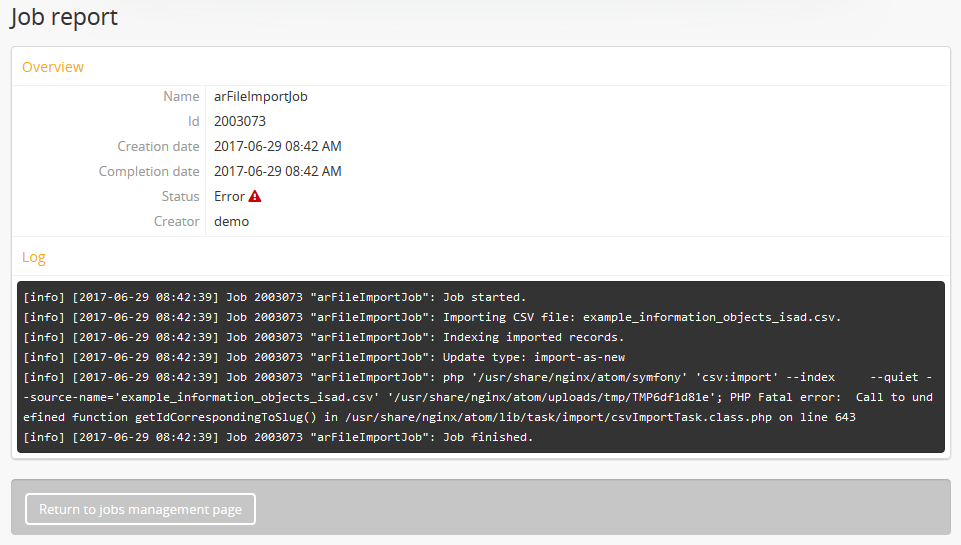 Job report
Overview
Name arFileImportJob
Id 2003073
Creation date 2017-06-29 08:42 AM
Completion date 2017-06-29 08:42 AM
Status Error
Creator demo
Log
[info] [2017-06-29 08:42:39] Job 2003073 "arFileImportJob": Job started.
[info] [2017-06-29 08:42:39] Job 2003073 "arFileImportJob": Importing CSV file: example_information_objects_isad.csv.
[info] [2017-06-29 08:42:39] Job 2003073 "arFileImportJob": Indexing imported records.
[info] [2017-06-29 08:42:39] Job 2003073 "arFileImportJob": Update type: import-as-new
[info] [2017-06-29 08:42:39] Job 2003073 "arFileImportJob": php '/usr/share/nginx/atom/symfony' 'csv:import' --index     --quiet -
-source-name='example_information_objects_isad.csv' '/usr/share/nginx/atom/uploads/tmp/TMP6df1d81e'; PHP Fatal error:  Call to und
efined function getIdCorrespondingToSlug() in /usr/share/nginx/atom/lib/task/import/csvImportTask.class.php on line 643
[info] [2017-06-29 08:42:39] Job 2003073 "arFileImportJob": Job finished.
Return to jobs management page